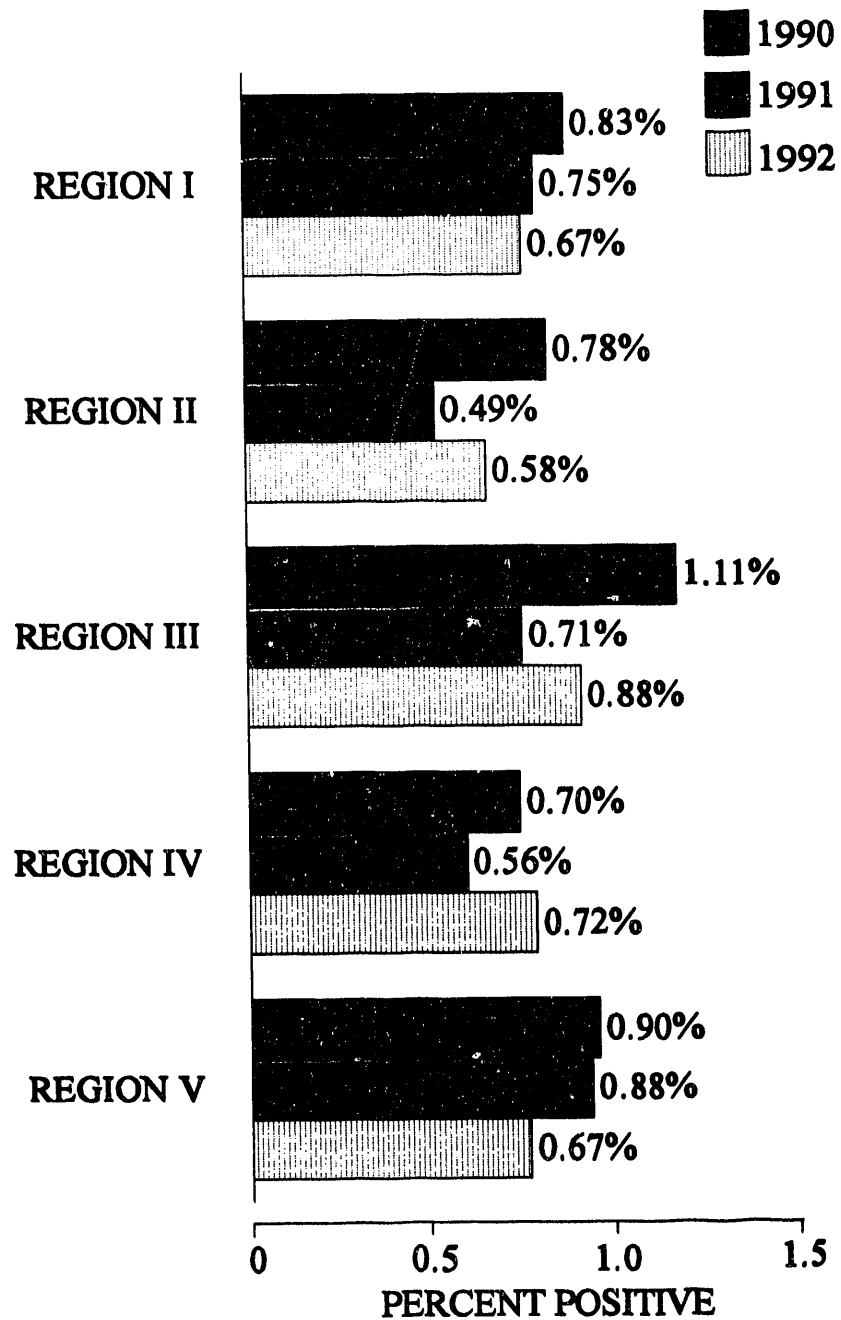 1990
1991
1992
REGION I
0.83%
0.75%
0.67%
REGION II
0.78%
0.49%
0.58%
REGION III
1.11%
0.71%
0.88%
REGION IV
0.70%
0.56%
0.72%
REGION V
0.90%
0.88%
0.67%
0 0.5 1.0 1.5
PERCENT POSITIVE